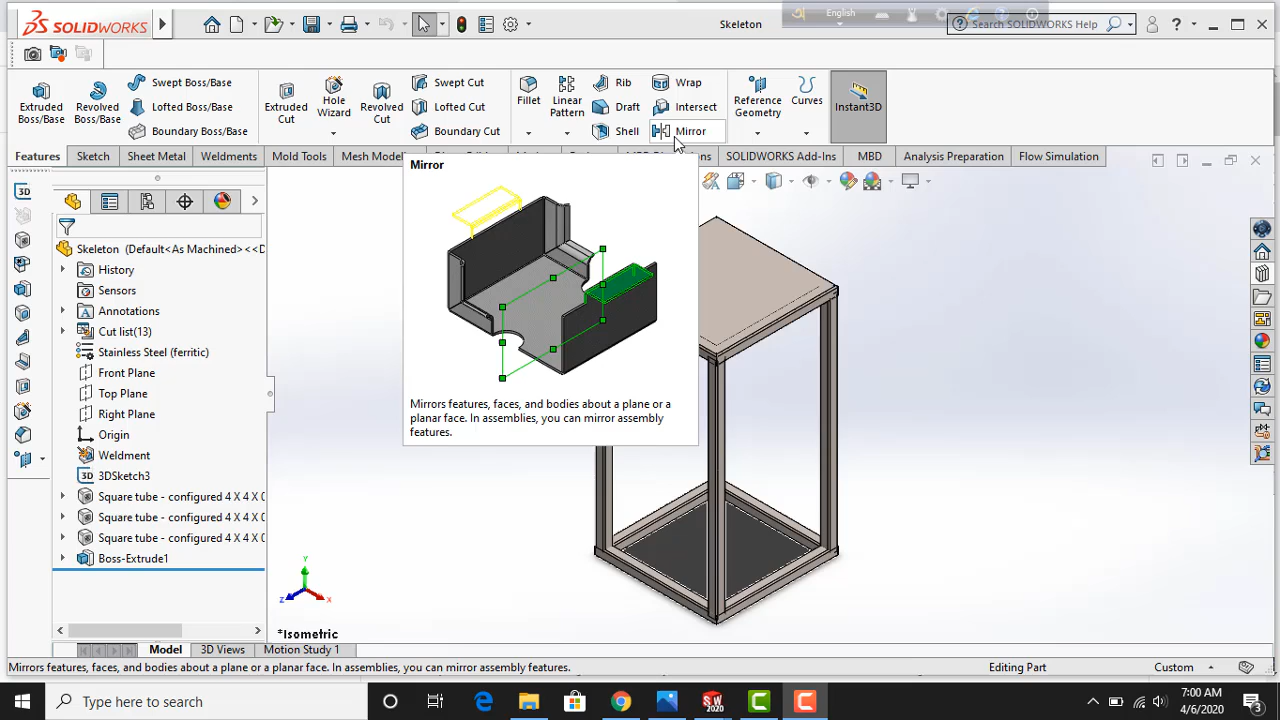 SOLIDWORKS
Skeleton
English
Search SOLIDWORKS Help
Extruded Boss/Base
Revolved Boss/Base
Swept Boss/Base
Lofted Boss/Base
Boundary Boss/Base
Extruded Cut
Hole Wizard
Revolved Cut
Swept Cut
Lofted Cut
Boundary Cut
Fillet
Linear Pattern
Rib
Draft
Shell
Wrap
Intersect
Mirror
Reference Geometry
Curves
Instant3D
Features
Sketch
Sheet Metal
Weldments
Mold Tools
Mesh Model
SOLIDWORKS Add-Ins
MBD
Analysis Preparation
Flow Simulation
Mirror
Mirrors features, faces, and bodies about a plane or a
planar face. In assemblies, you can mirror assembly
features.
Skeleton (Default<As Machined><<D
History
Sensors
Annotations
Cut list(13)
Stainless Steel (ferritic)
Front Plane
Top Plane
Right Plane
Origin
Weldment
3D 3DSketch3
Square tube - configured 4 X 4 X 0
Square tube - configured 4 X 4 X 0
Square tube - configured 4 X 4 X 0
Boss-Extrude1
Y
Z
X
*Isometric
Model
3D Views
Motion Study 1
Mirrors features, faces, and bodies about a plane or a planar face. In assemblies, you can mirror assembly features.
Editing Part
Custom
Type here to search
SW
2020
7:00 AM
4/6/2020
3